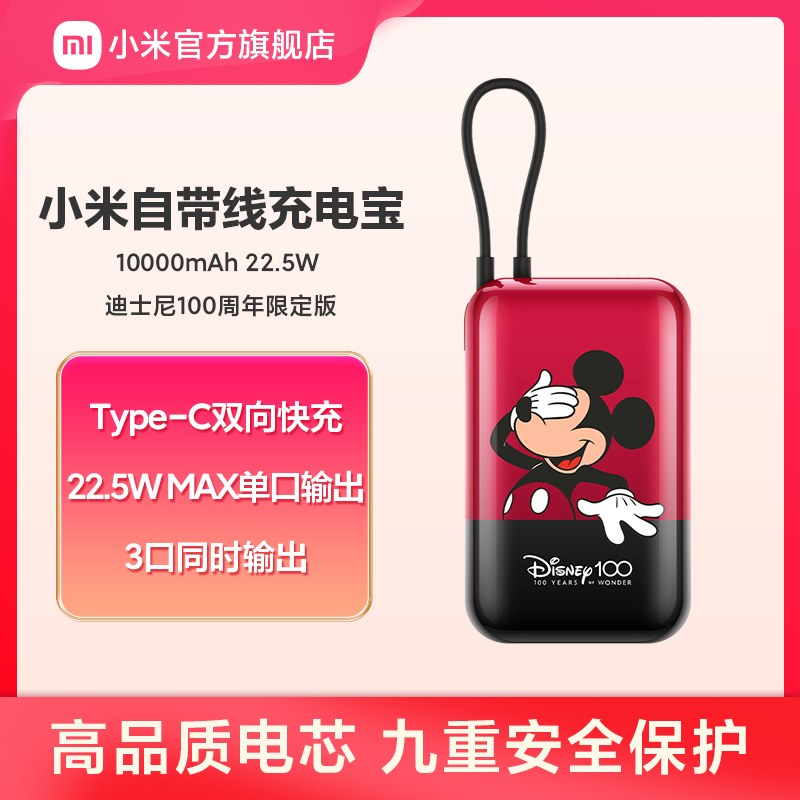 小米官方旗舰店
小米自带线充电宝
10000mAh 22.5W
迪士尼100周年限定版
Type-C双向快充
22.5W MAX单口输出
3口同时输出
Disney100
100 YEARS OF WONDER
高品质电芯 九重安全保护